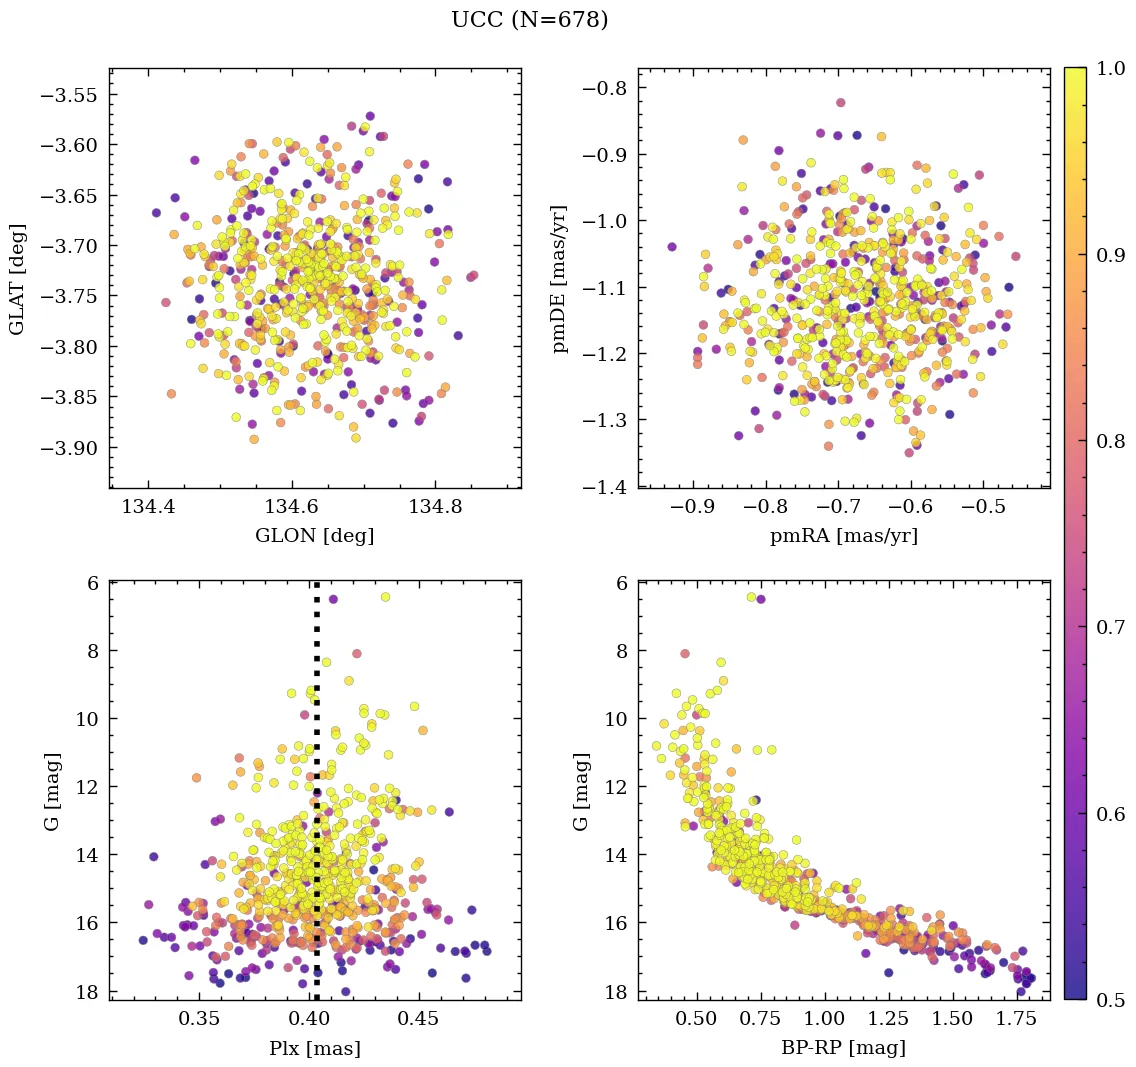 UCC (N=678)
−3.55
−3.60
−3.65
−3.70
−3.75
−3.80
−3.85
−3.90
GLAT [deg]
134.4 134.6 134.8
GLON [deg]
−0.8
−0.9
−1.0
−1.1
−1.2
−1.3
−1.4
pmDE [mas/yr]
−0.9 −0.8 −0.7 −0.6 −0.5
pmRA [mas/yr]
6
8
10
12
14
16
18
G [mag]
0.35 0.40 0.45
Plx [mas]
6
8
10
12
14
16
18
G [mag]
0.50 0.75 1.00 1.25 1.50 1.75
BP-RP [mag]
1.0
0.9
0.8
0.7
0.6
0.5